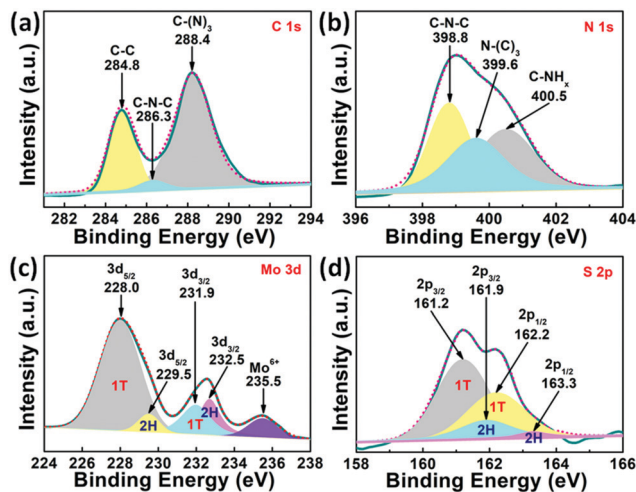 (a)
C 1s
C-(N)₃
288.4
C-C
284.8
C-N-C
286.3
Intensity (a.u.)
282 284 286 288 290 292 294
Binding Energy (eV)
(b)
N 1s
C-N-C
398.8
N-(C)₃
399.6
C-NHₓ
400.5
Intensity (a.u.)
396 398 400 402 404
Binding Energy (eV)
(c)
Mo 3d
3d₅/₂
228.0
3d₃/₂
231.9
3d₅/₂
229.5
3d₃/₂
232.5
Mo⁶⁺
235.5
1T
2H
1T
2H
Intensity (a.u.)
224 226 228 230 232 234 236 238
Binding Energy (eV)
(d)
S 2p
2p₃/₂
161.2
2p₃/₂
161.9
2p₁/₂
162.2
2p₁/₂
163.3
1T
1T
2H
2H
Intensity (a.u.)
158 160 162 164 166
Binding Energy (eV)